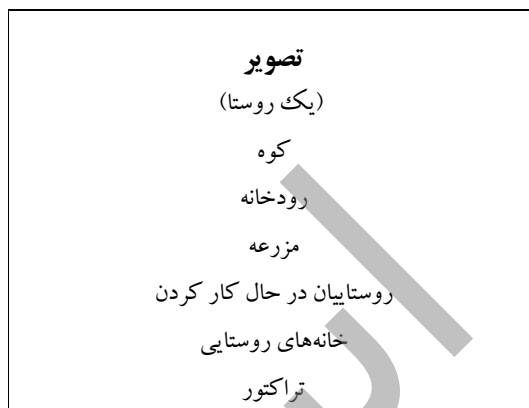 تصویر
(یک روستا)
کوه
رودخانه
مزرعه
روستاییان در حال کار کردن
خانه‌های روستایی
تراکتور